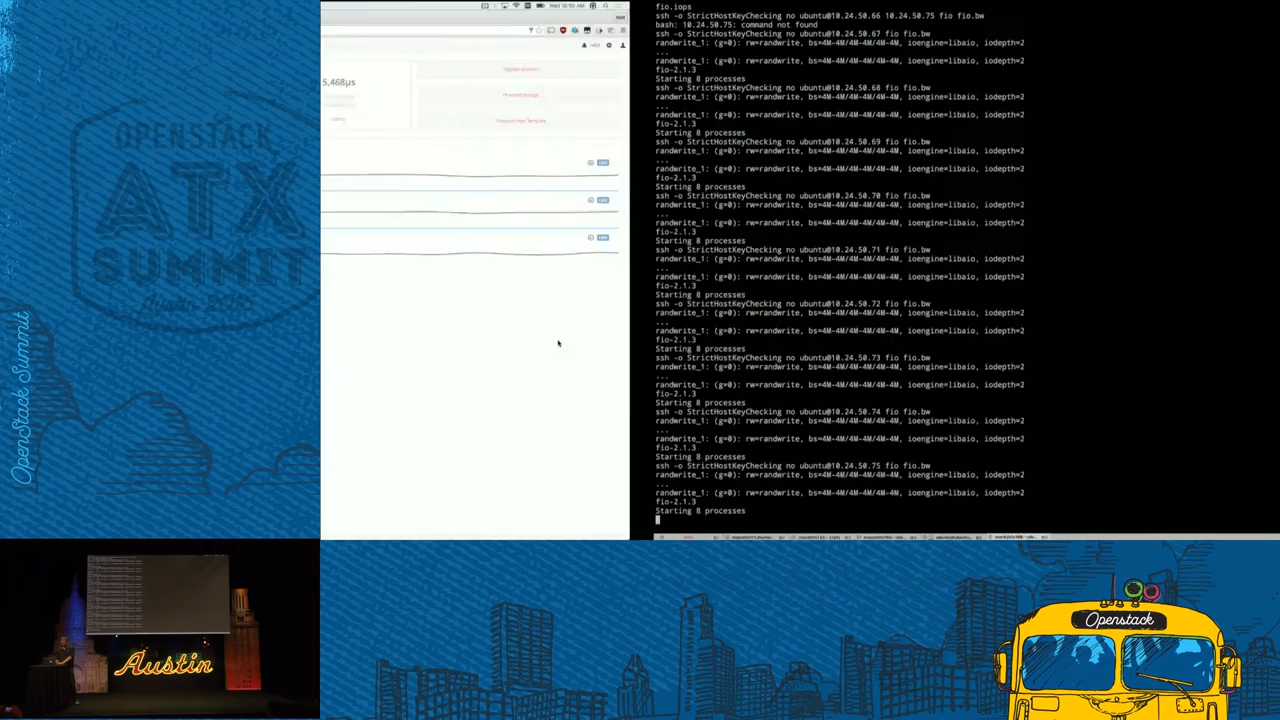 OpenStack Summit
Wed 10:50 AM
Matt
1404
5,468µs
fio.iops
ssh -o StrictHostKeyChecking no ubuntu@10.24.50.66 10.24.50.75 fio fio.bw
bash: 10.24.50.75: command not found
ssh -o StrictHostKeyChecking no ubuntu@10.24.50.67 fio fio.bw
randwrite_1: (g=0): rw=randwrite, bs=4M-4M/4M-4M/4M-4M, ioengine=libaio, iodepth=2
...
randwrite_1: (g=0): rw=randwrite, bs=4M-4M/4M-4M/4M-4M, ioengine=libaio, iodepth=2
fio-2.1.3
Starting 8 processes
ssh -o StrictHostKeyChecking no ubuntu@10.24.50.68 fio fio.bw
randwrite_1: (g=0): rw=randwrite, bs=4M-4M/4M-4M/4M-4M, ioengine=libaio, iodepth=2
...
randwrite_1: (g=0): rw=randwrite, bs=4M-4M/4M-4M/4M-4M, ioengine=libaio, iodepth=2
fio-2.1.3
Starting 8 processes
ssh -o StrictHostKeyChecking no ubuntu@10.24.50.69 fio fio.bw
randwrite_1: (g=0): rw=randwrite, bs=4M-4M/4M-4M/4M-4M, ioengine=libaio, iodepth=2
...
randwrite_1: (g=0): rw=randwrite, bs=4M-4M/4M-4M/4M-4M, ioengine=libaio, iodepth=2
fio-2.1.3
Starting 8 processes
ssh -o StrictHostKeyChecking no ubuntu@10.24.50.70 fio fio.bw
randwrite_1: (g=0): rw=randwrite, bs=4M-4M/4M-4M/4M-4M, ioengine=libaio, iodepth=2
...
randwrite_1: (g=0): rw=randwrite, bs=4M-4M/4M-4M/4M-4M, ioengine=libaio, iodepth=2
fio-2.1.3
Starting 8 processes
ssh -o StrictHostKeyChecking no ubuntu@10.24.50.71 fio fio.bw
randwrite_1: (g=0): rw=randwrite, bs=4M-4M/4M-4M/4M-4M, ioengine=libaio, iodepth=2
...
randwrite_1: (g=0): rw=randwrite, bs=4M-4M/4M-4M/4M-4M, ioengine=libaio, iodepth=2
fio-2.1.3
Starting 8 processes
ssh -o StrictHostKeyChecking no ubuntu@10.24.50.72 fio fio.bw
randwrite_1: (g=0): rw=randwrite, bs=4M-4M/4M-4M/4M-4M, ioengine=libaio, iodepth=2
...
randwrite_1: (g=0): rw=randwrite, bs=4M-4M/4M-4M/4M-4M, ioengine=libaio, iodepth=2
fio-2.1.3
Starting 8 processes
ssh -o StrictHostKeyChecking no ubuntu@10.24.50.73 fio fio.bw
randwrite_1: (g=0): rw=randwrite, bs=4M-4M/4M-4M/4M-4M, ioengine=libaio, iodepth=2
...
randwrite_1: (g=0): rw=randwrite, bs=4M-4M/4M-4M/4M-4M, ioengine=libaio, iodepth=2
fio-2.1.3
Starting 8 processes
ssh -o StrictHostKeyChecking no ubuntu@10.24.50.74 fio fio.bw
randwrite_1: (g=0): rw=randwrite, bs=4M-4M/4M-4M/4M-4M, ioengine=libaio, iodepth=2
...
randwrite_1: (g=0): rw=randwrite, bs=4M-4M/4M-4M/4M-4M, ioengine=libaio, iodepth=2
fio-2.1.3
Starting 8 processes
ssh -o StrictHostKeyChecking no ubuntu@10.24.50.75 fio fio.bw
randwrite_1: (g=0): rw=randwrite, bs=4M-4M/4M-4M/4M-4M, ioengine=libaio, iodepth=2
...
randwrite_1: (g=0): rw=randwrite, bs=4M-4M/4M-4M/4M-4M, ioengine=libaio, iodepth=2
fio-2.1.3
Starting 8 processes
Austin
Openstack